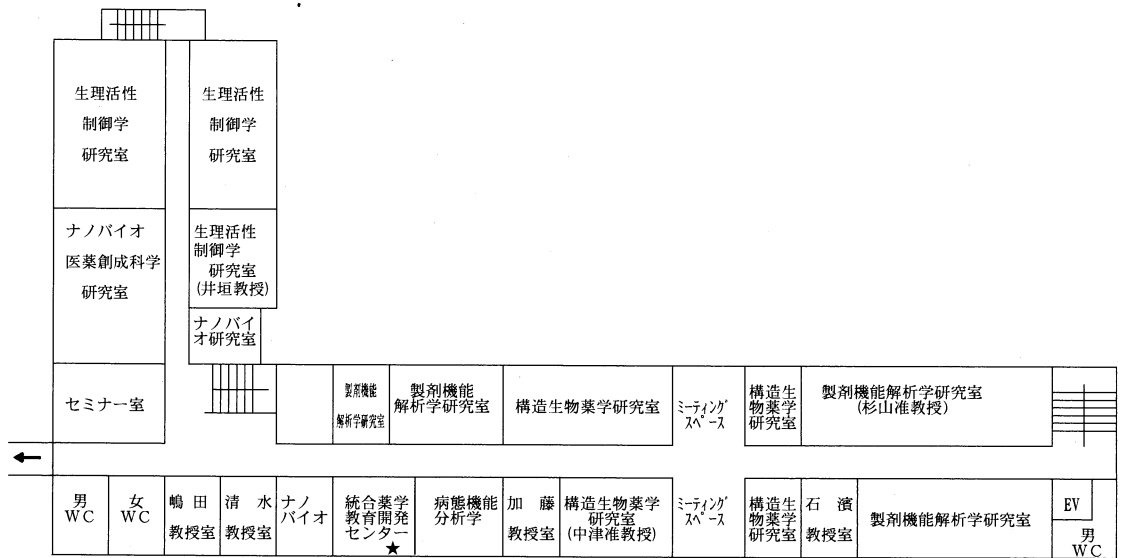 生理活性
制御学
研究室
生理活性
制御学
研究室
ナノバイオ
医薬創成科学
研究室
生理活性
制御学
研究室
(井垣教授)
ナノバイ
オ研究室
セミナー室
製剤機能
解析学研究室
製剤機能
解析学研究室
構造生物薬学研究室
ミーティング
スペース
構造生
物薬学
研究室
製剤機能解析学研究室
(杉山准教授)
男
WC
女
WC
嶋田
教授室
清水
教授室
ナノ
バイオ
統合薬学
教育開発
センター
★
病態機能
分析学
加藤
教授室
構造生物薬学
研究室
(中津准教授)
ミーティング
スペース
構造生
物薬学
研究室
石濱
教授室
製剤機能解析学研究室
EV
男
WC